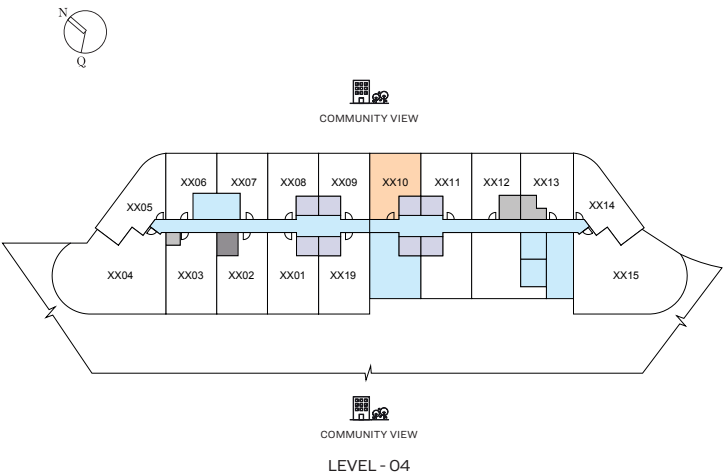 N
Q
COMMUNITY VIEW
XX06 XX07 XX08 XX09 XX10 XX11 XX12 XX13
XX05 XX14
XX04 XX03 XX02 XX01 XX19 XX15
COMMUNITY VIEW
LEVEL - 04